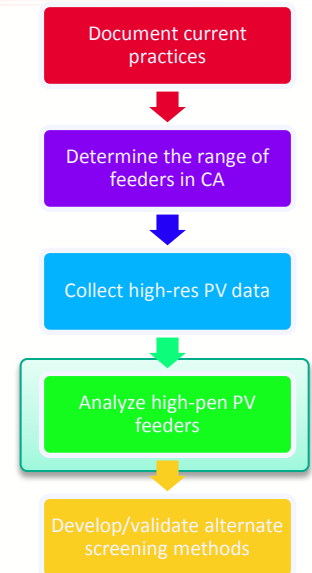 Document current
practices
Determine the range of
feeders in CA
Collect high-res PV data
Analyze high-pen PV
feeders
Develop/validate alternate
screening methods